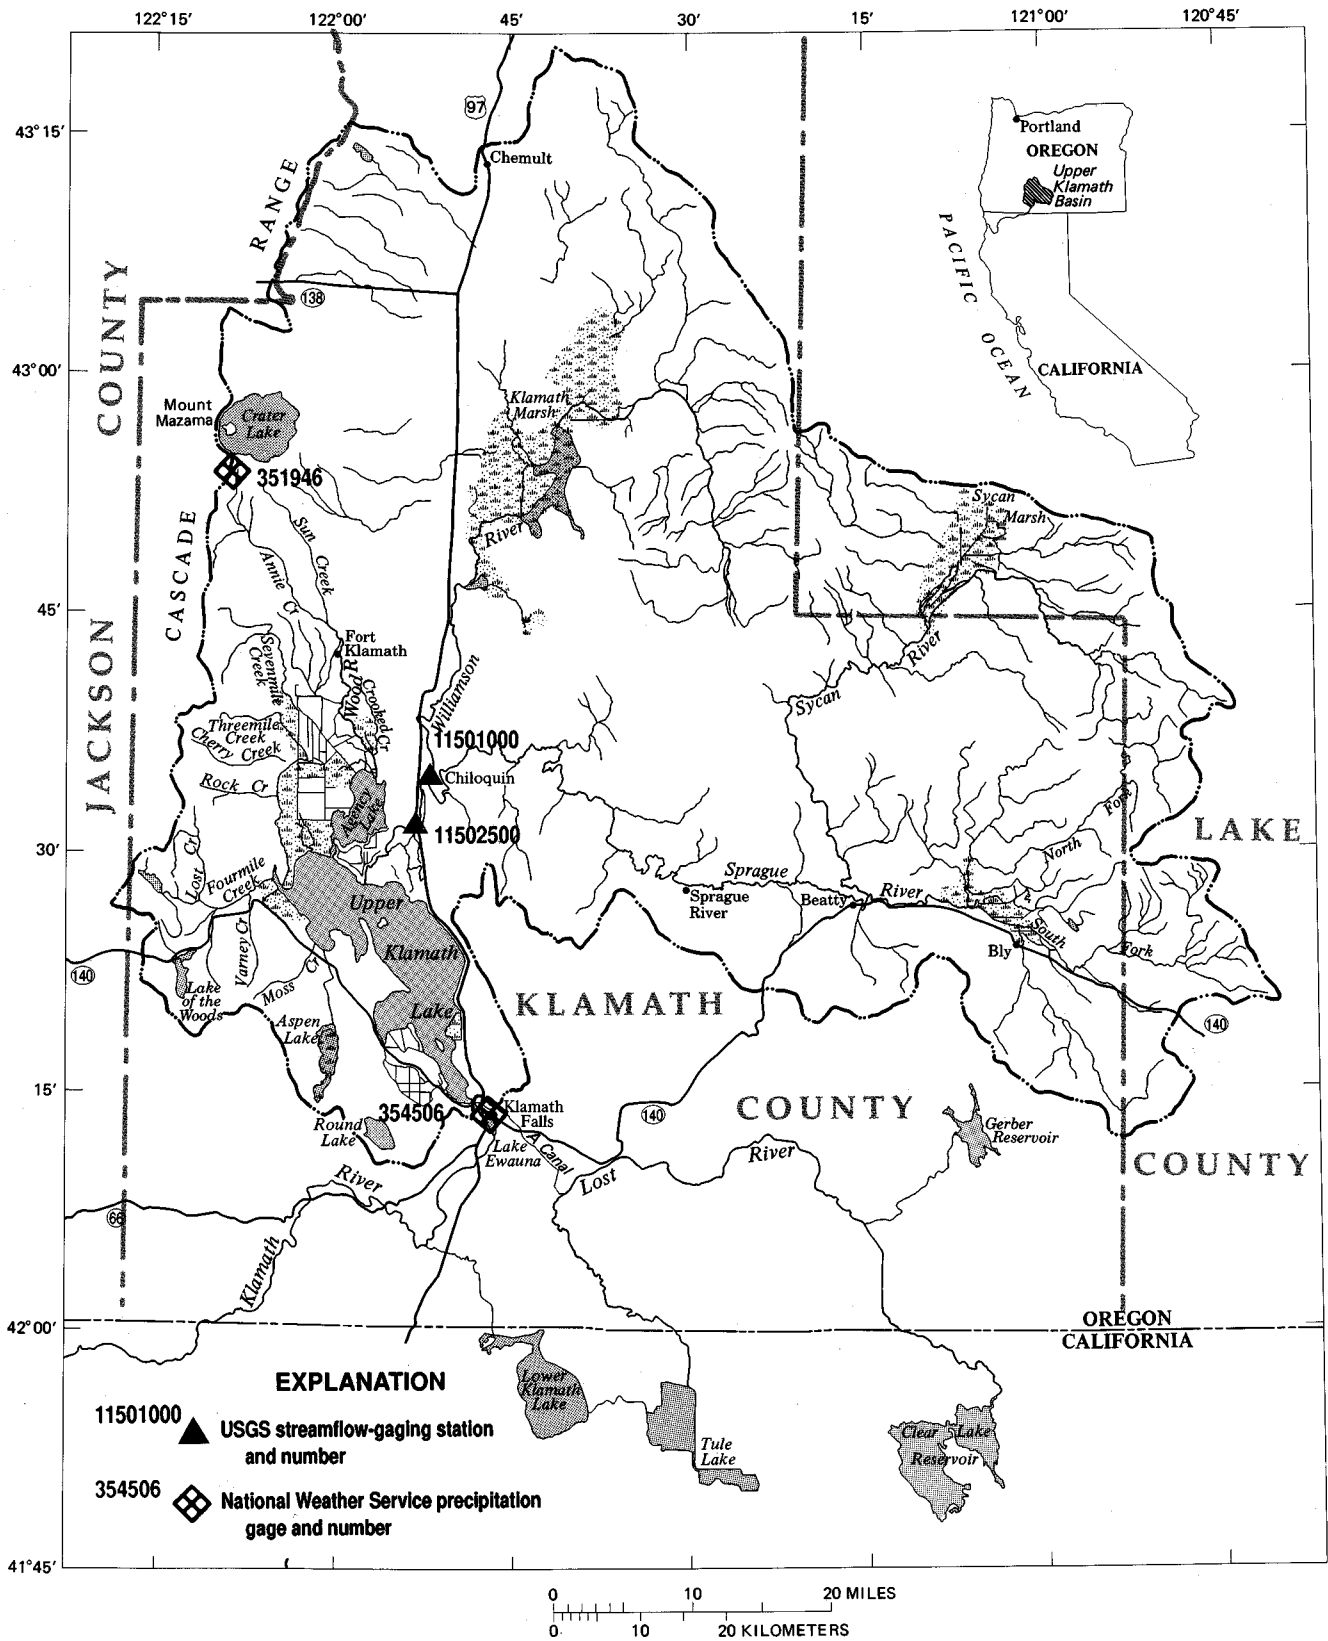 122°15′ 122°00′ 45′ 30′ 15′ 121°00′ 120°45′
43°15′
97
Chemult
RANGE
Portland
OREGON
Upper
Klamath
Basin
PACIFIC OCEAN
CALIFORNIA
138
COUNTY
43°00′
Mount
Mazama
Crater
Lake
351946
Klamath
Marsh
River
Sycan
Marsh
CASCADE
Sun
Creek
Annie Cr
45′
Fort
Klamath
Sevenmile
Creek
Wood R
Crooked Cr
Williamson
River
Sycan
JACKSON
Threemile
Creek
Cherry Creek
Rock Cr
11501000
Chiloquin
Agency
Lake
11502500
Fork
North
LAKE
30′
Lost Cr
Fourmile
Creek
Sprague
River
Sprague
River
Beatty
Upper
Klamath
Lake
Varney Cr
South
Fork
Bly
140
Lake
of the
Woods
Moss Cr
Aspen
Lake
KLAMATH
140
15′
354506
Klamath
Falls
140
COUNTY
Gerber
Reservoir
Round
Lake
Lake
Ewauna
A Canal
Lost
River
COUNTY
River
66
Klamath
42°00′
OREGON
CALIFORNIA
EXPLANATION
11501000
USGS streamflow-gaging station
and number
354506
National Weather Service precipitation
gage and number
Lower
Klamath
Lake
Tule
Lake
Clear Lake
Reservoir
41°45′
0 10 20 MILES
0 10 20 KILOMETERS